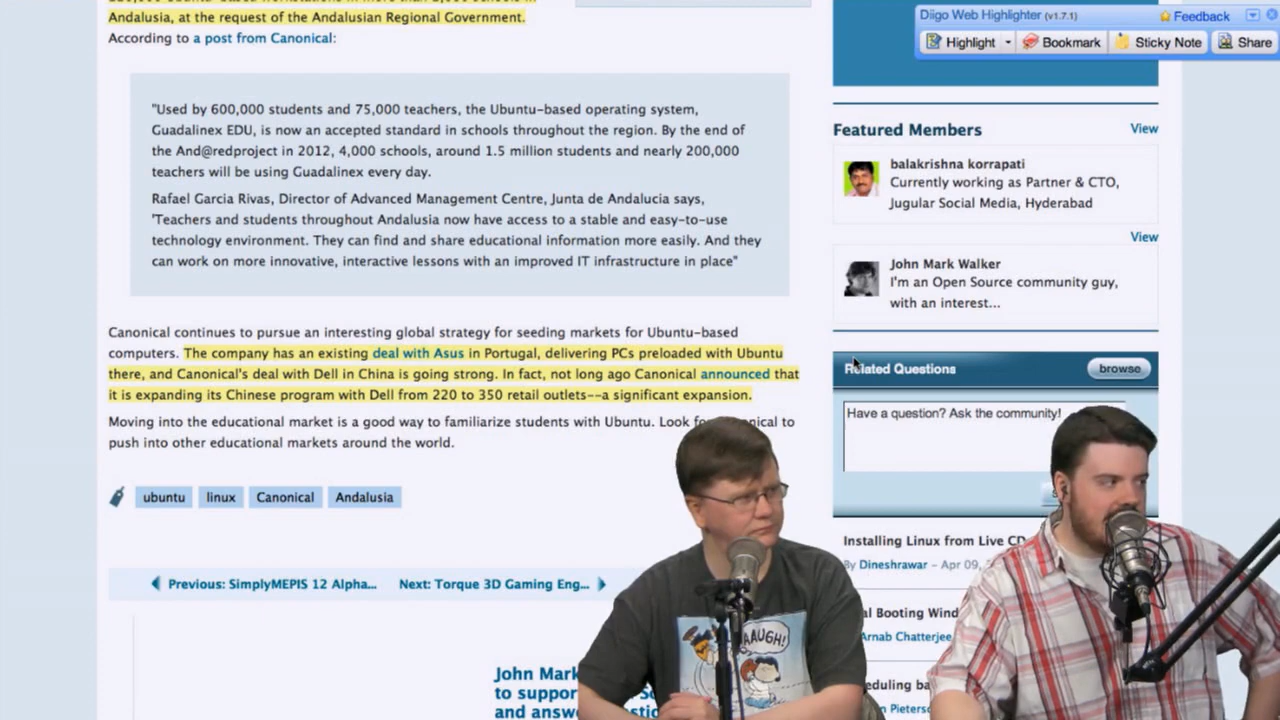 Andalusia, at the request of the Andalusian Regional Government.
According to a post from Canonical:
"Used by 600,000 students and 75,000 teachers, the Ubuntu-based operating system,
Guadalinex EDU, is now an accepted standard in schools throughout the region. By the end of
the And@redproject in 2012, 4,000 schools, around 1.5 million students and nearly 200,000
teachers will be using Guadalinex every day.
Rafael Garcia Rivas, Director of Advanced Management Centre, Junta de Andalucia says,
'Teachers and students throughout Andalusia now have access to a stable and easy-to-use
technology environment. They can find and share educational information more easily. And they
can work on more innovative, interactive lessons with an improved IT infrastructure in place"
Canonical continues to pursue an interesting global strategy for seeding markets for Ubuntu-based
computers. The company has an existing deal with Asus in Portugal, delivering PCs preloaded with Ubuntu
there, and Canonical's deal with Dell in China is going strong. In fact, not long ago Canonical announced that
it is expanding its Chinese program with Dell from 220 to 350 retail outlets--a significant expansion.
Moving into the educational market is a good way to familiarize students with Ubuntu. Look to
push into other educational markets around the world.
ubuntu linux Canonical Andalusia
Previous: SimplyMEPIS 12 Alpha... Next: Torque 3D Gaming Eng...
John Mark
to support
and
Diigo Web Highlighter (v1.7.1) Feedback
Highlight Bookmark Sticky Note Share
Featured Members View
balakrishna korrapati
Currently working as Partner & CTO,
Jugular Social Media, Hyderabad
View
John Mark Walker
I'm an Open Source community guy,
with an interest...
Related Questions browse
Have a question? Ask the community!
Installing Linux from Live CD
By Dineshrawar - Apr 09,
Booting
Arnab Chatterjee
AAUGH!